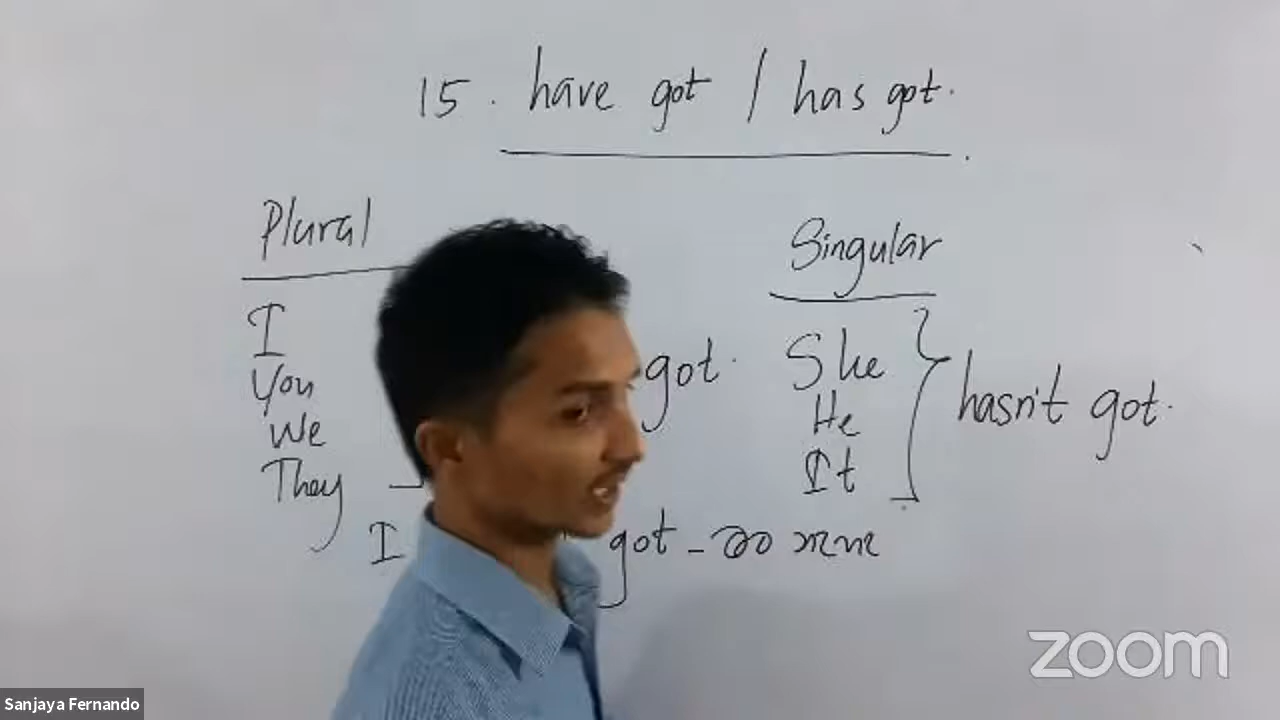 15. have got / has got.
Plural
Singular
I
You
We
They
got.
She
He
It
hasn't got.
I
got - මට නැත
zoom
Sanjaya Fernando